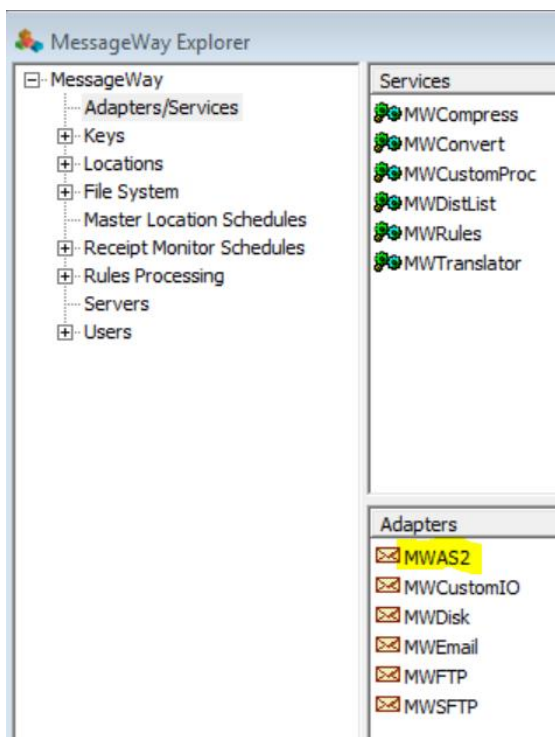 MessageWay Explorer
MessageWay
Adapters/Services
Keys
Locations
File System
Master Location Schedules
Receipt Monitor Schedules
Rules Processing
Servers
Users
Services
MWCompress
MWConvert
MWCustomProc
MWDistList
MWRules
MWTranslator
Adapters
MWAS2
MWCustomIO
MWDisk
MWEmail
MWFTP
MWSFTP